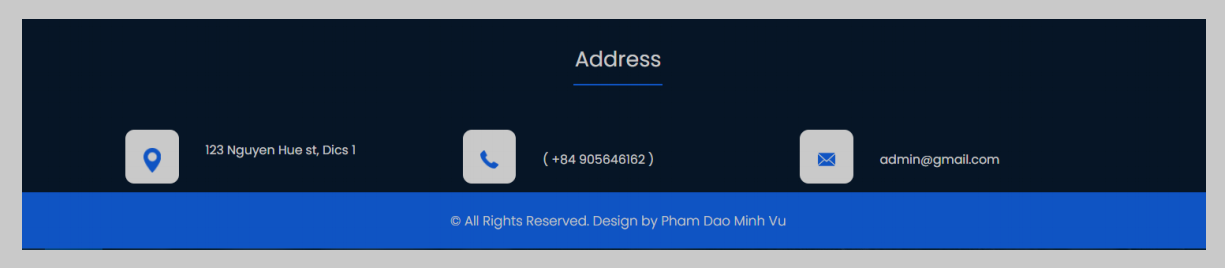 Address
123 Nguyen Hue st, Dics 1
( +84 905646162 )
admin@gmail.com
© All Rights Reserved. Design by Pham Dao Minh Vu